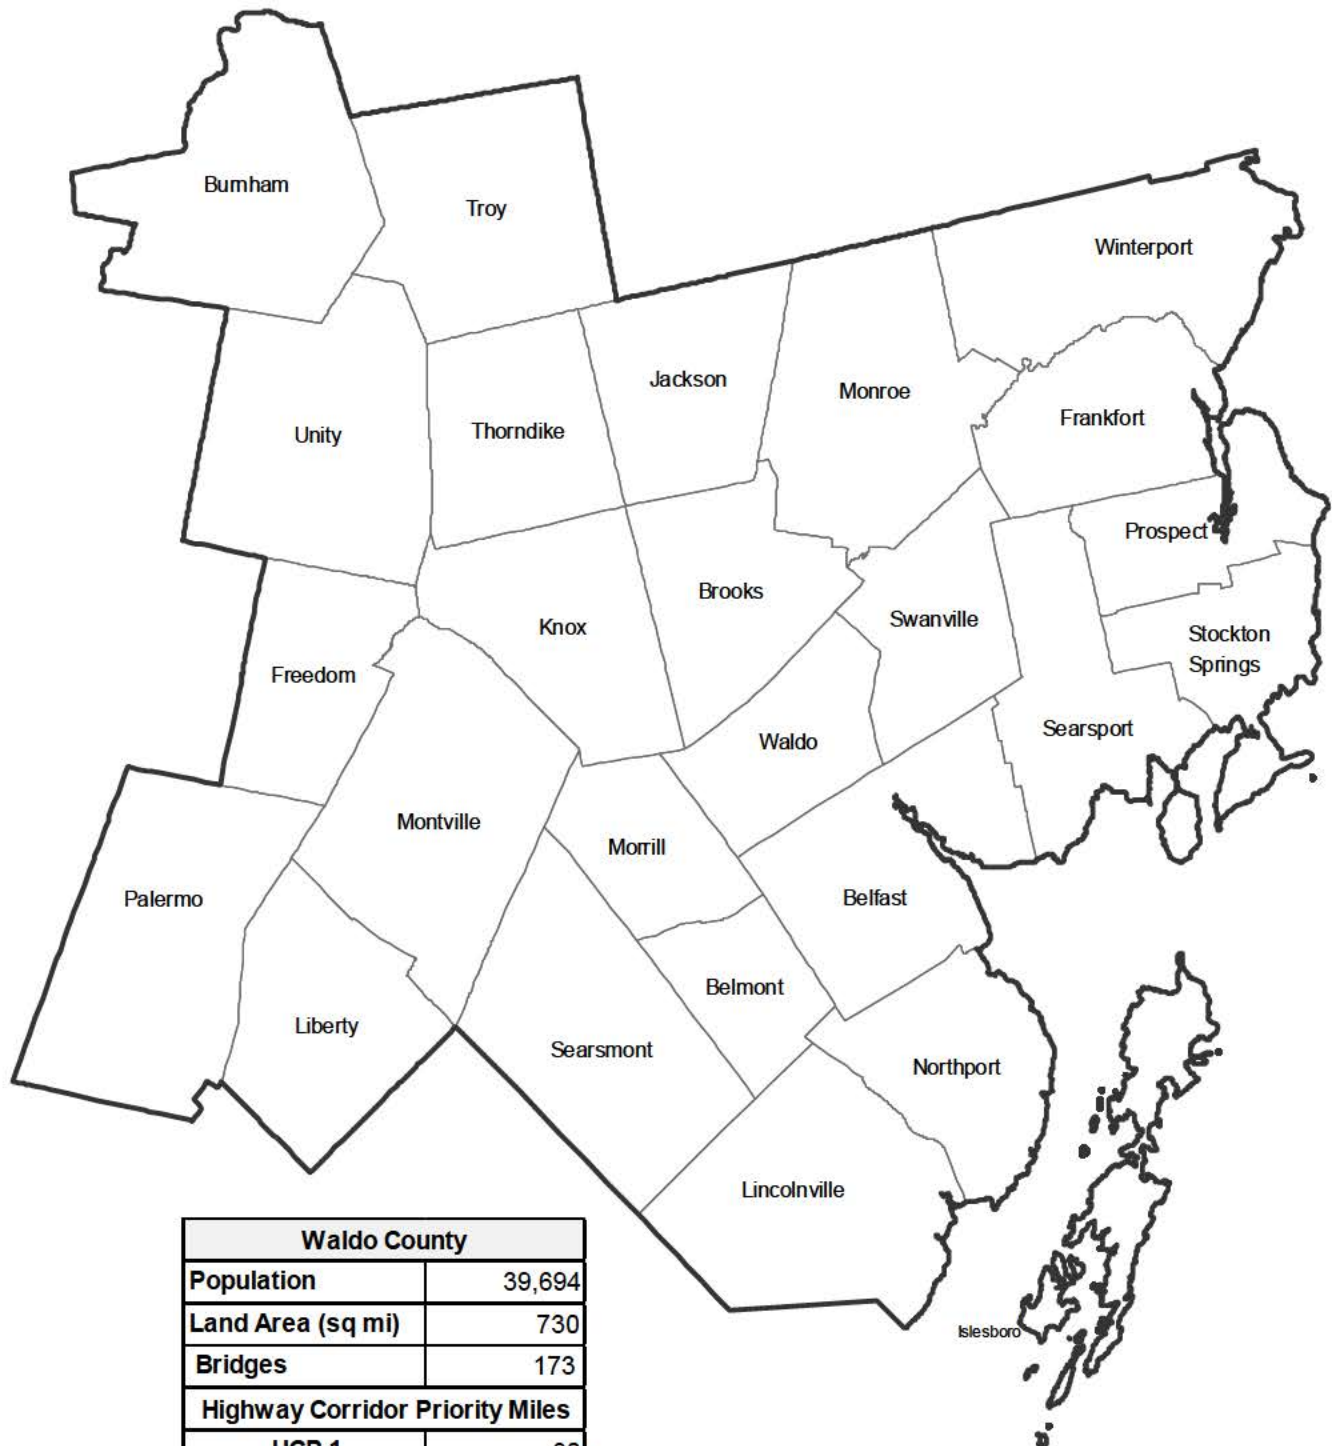 Burnham
Troy
Winterport
Jackson
Monroe
Frankfort
Unity
Thorndike
Prospect
Brooks
Swanville
Knox
Stockton
Springs
Freedom
Searsport
Waldo
Montville
Morrill
Palermo
Belfast
Belmont
Liberty
Searsmont
Northport
Lincolnville
Islesboro
Waldo County
Population 39,694
Land Area (sq mi) 730
Bridges 173
Highway Corridor Priority Miles